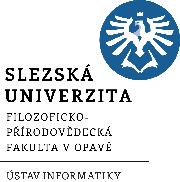 SLEZSKÁ
UNIVERZITA
FILOZOFICKO-
PŘÍRODOVĚDECKÁ
FAKULTA V OPAVĚ
ÚSTAV INFORMATIKY